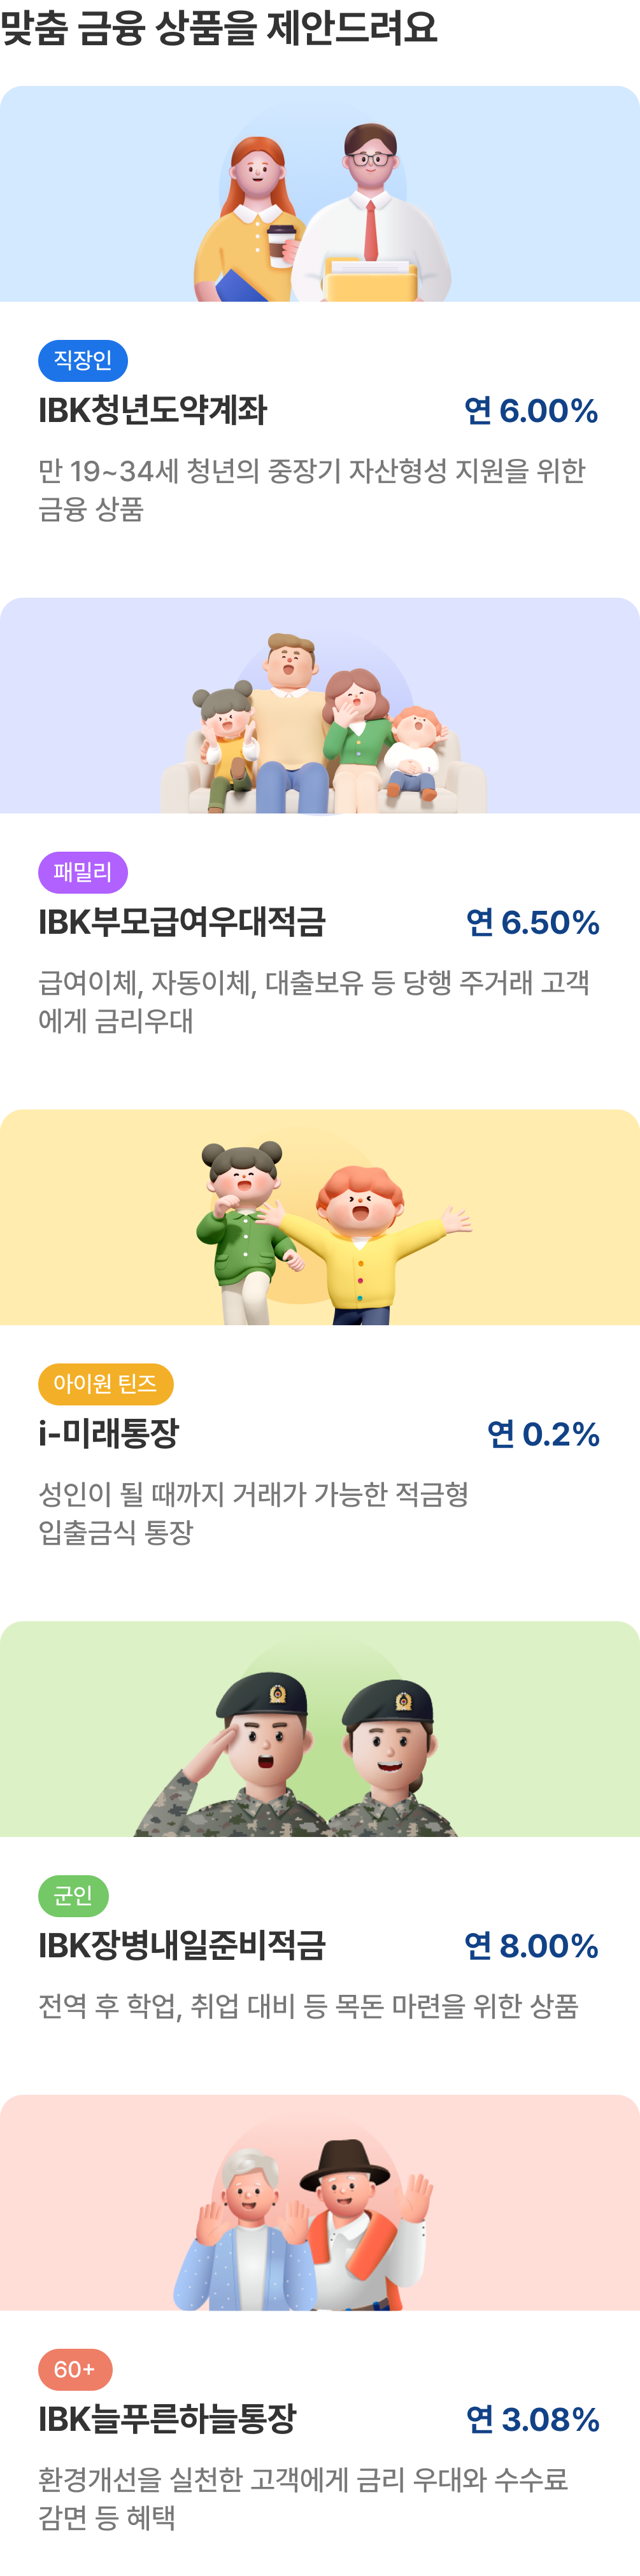 맞춤 금융 상품을 제안드려요
직장인
IBK청년도약계좌 연 6.00%
만 19~34세 청년의 중장기 자산형성 지원을 위한
금융 상품
패밀리
IBK부모급여우대적금 연 6.50%
급여이체, 자동이체, 대출보유 등 당행 주거래 고객
에게 금리우대
아이원 틴즈
i-미래통장 연 0.2%
성인이 될 때까지 거래가 가능한 적금형
입출금식 통장
군인
IBK장병내일준비적금 연 8.00%
전역 후 학업, 취업 대비 등 목돈 마련을 위한 상품
60+
IBK늘푸른하늘통장 연 3.08%
환경개선을 실천한 고객에게 금리 우대와 수수료
감면 등 혜택